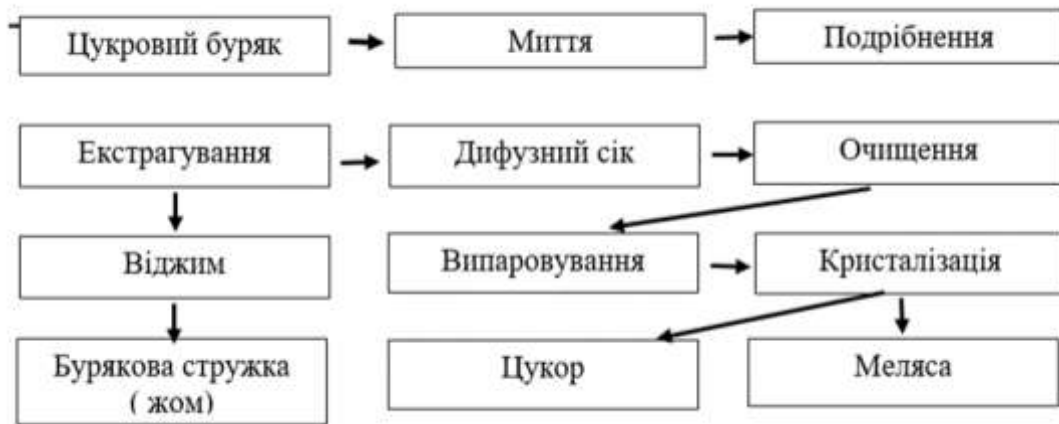 Цукровий буряк
Миття
Подрібнення
Екстрагування
Дифузний сік
Очищення
Віджим
Випаровування
Кристалізація
Бурякова стружка
( жом)
Цукор
Меляса